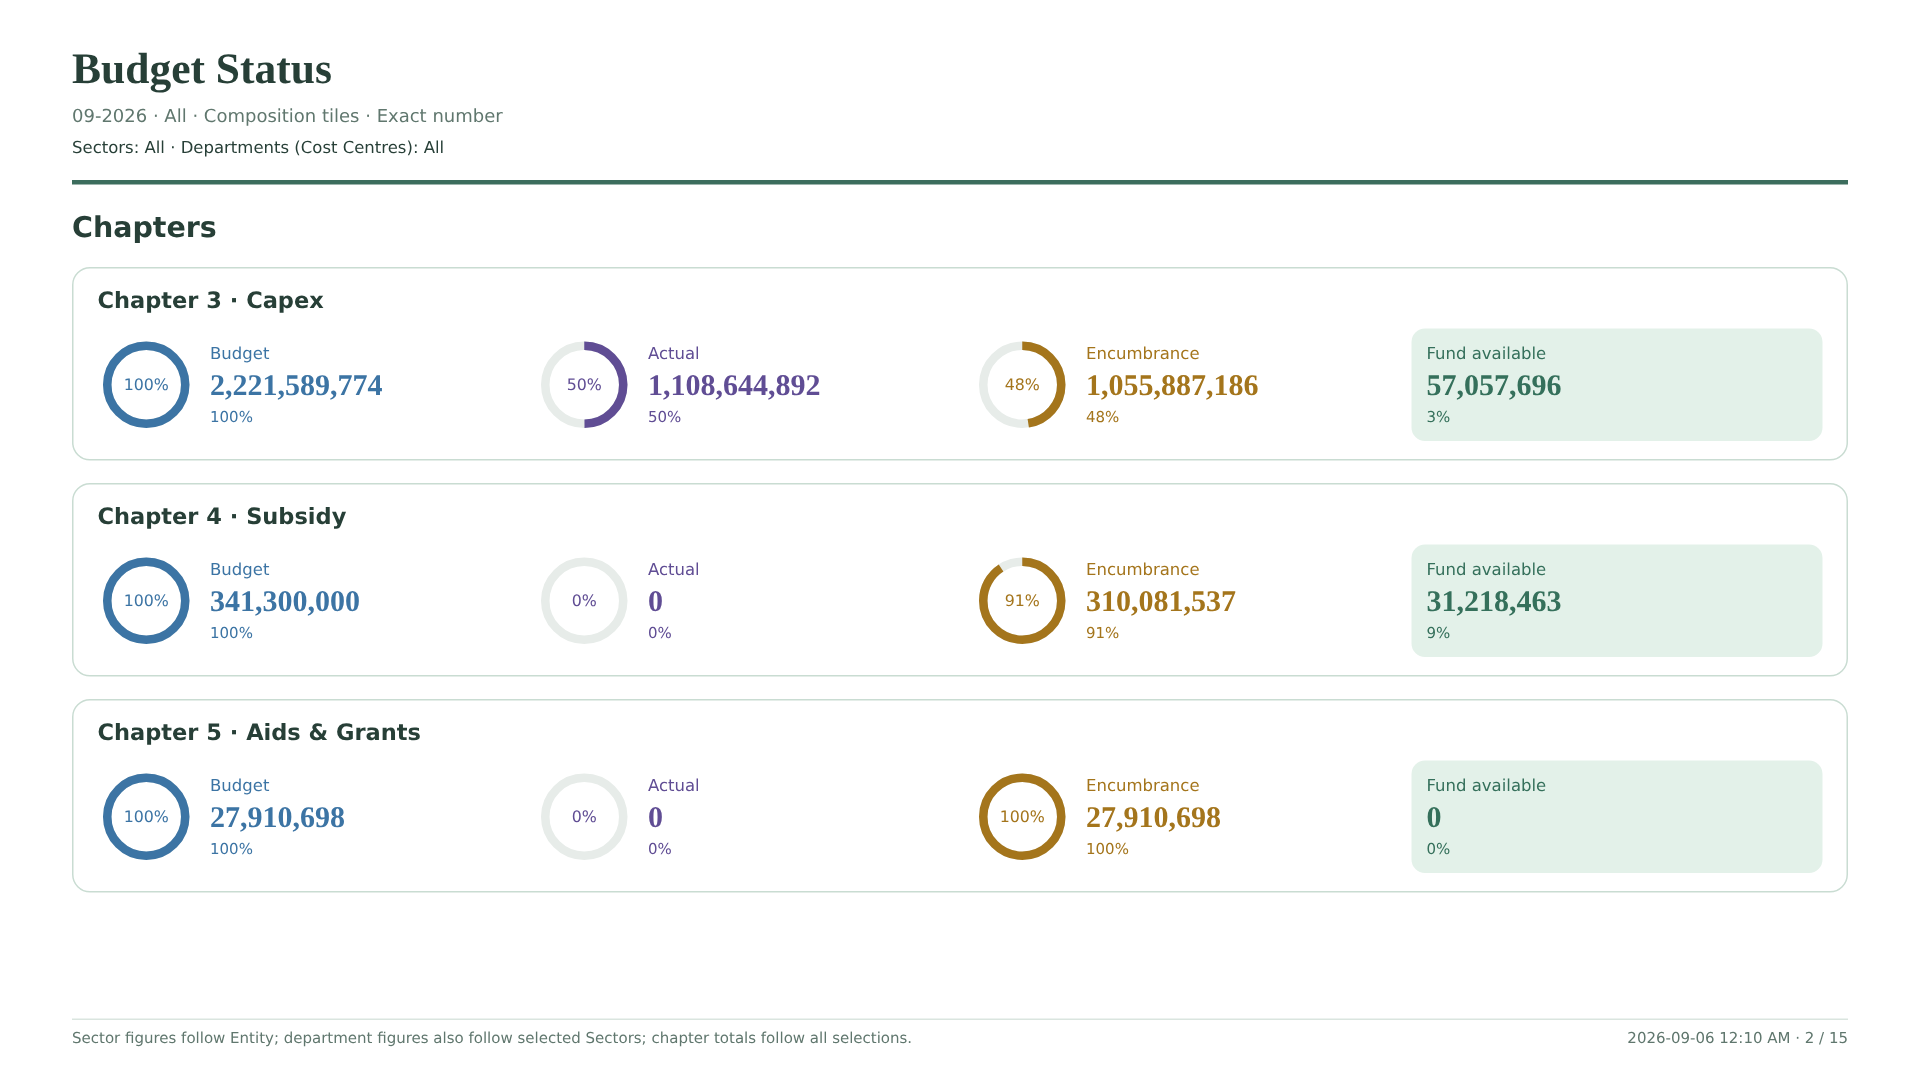 Budget Status
09-2026 · All · Composition tiles · Exact number
Sectors: All · Departments (Cost Centres): All
Chapters
Chapter 3 · Capex
100%
Budget
2,221,589,774
100%
50%
Actual
1,108,644,892
50%
48%
Encumbrance
1,055,887,186
48%
Fund available
57,057,696
3%
Chapter 4 · Subsidy
100%
Budget
341,300,000
100%
0%
Actual
0
0%
91%
Encumbrance
310,081,537
91%
Fund available
31,218,463
9%
Chapter 5 · Aids & Grants
100%
Budget
27,910,698
100%
0%
Actual
0
0%
100%
Encumbrance
27,910,698
100%
Fund available
0
0%
Sector figures follow Entity; department figures also follow selected Sectors; chapter totals follow all selections.
2026-09-06 12:10 AM · 2 / 15